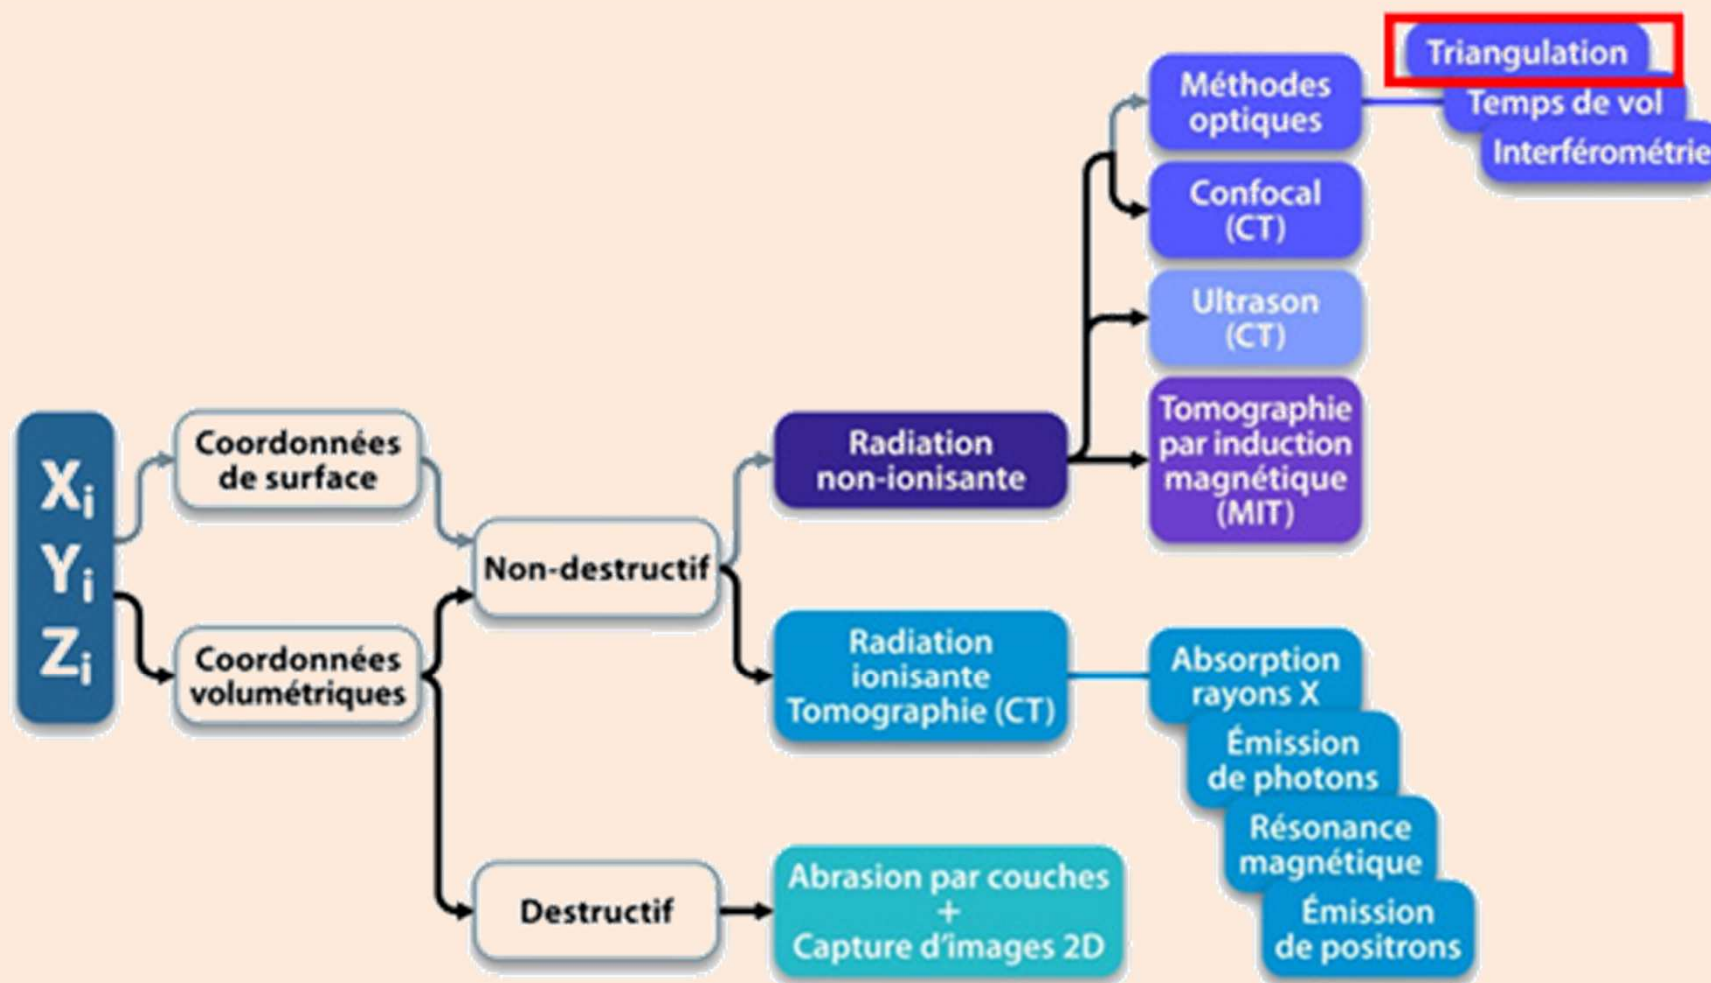 Xi
Yi
Zi
Coordonnées
de surface
Coordonnées
volumétriques
Non-destructif
Destructif
Radiation
non-ionisante
Radiation
ionisante
Tomographie (CT)
Abrasion par couches
+
Capture d'images 2D
Méthodes
optiques
Confocal
(CT)
Ultrason
(CT)
Tomographie
par induction
magnétique
(MIT)
Triangulation
Temps de vol
Interférométrie
Absorption
rayons X
Émission
de photons
Résonance
magnétique
Émission
de positrons